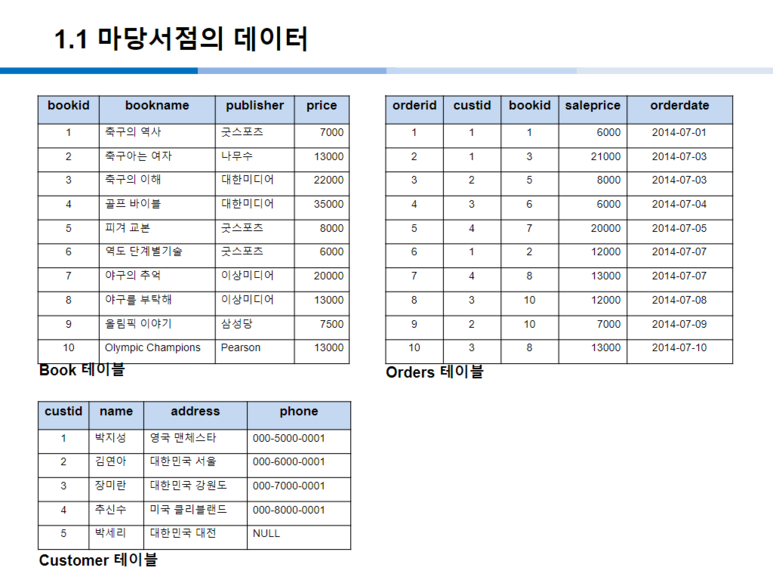 1.1 마당서점의 데이터
bookid bookname publisher price
1 축구의 역사 굿스포츠 7000
2 축구아는 여자 나무수 13000
3 축구의 이해 대한미디어 22000
4 골프 바이블 대한미디어 35000
5 피겨 교본 굿스포츠 8000
6 역도 단계별기술 굿스포츠 6000
7 야구의 추억 이상미디어 20000
8 야구를 부탁해 이상미디어 13000
9 올림픽 이야기 삼성당 7500
10 Olympic Champions Pearson 13000
Book 테이블
orderid custid bookid saleprice orderdate
1 1 1 6000 2014-07-01
2 1 3 21000 2014-07-03
3 2 5 8000 2014-07-03
4 3 6 6000 2014-07-04
5 4 7 20000 2014-07-05
6 1 2 12000 2014-07-07
7 4 8 13000 2014-07-07
8 3 10 12000 2014-07-08
9 2 10 7000 2014-07-09
10 3 8 13000 2014-07-10
Orders 테이블
custid name address phone
1 박지성 영국 맨체스타 000-5000-0001
2 김연아 대한민국 서울 000-6000-0001
3 장미란 대한민국 강원도 000-7000-0001
4 추신수 미국 클리블랜드 000-8000-0001
5 박세리 대한민국 대전 NULL
Customer 테이블